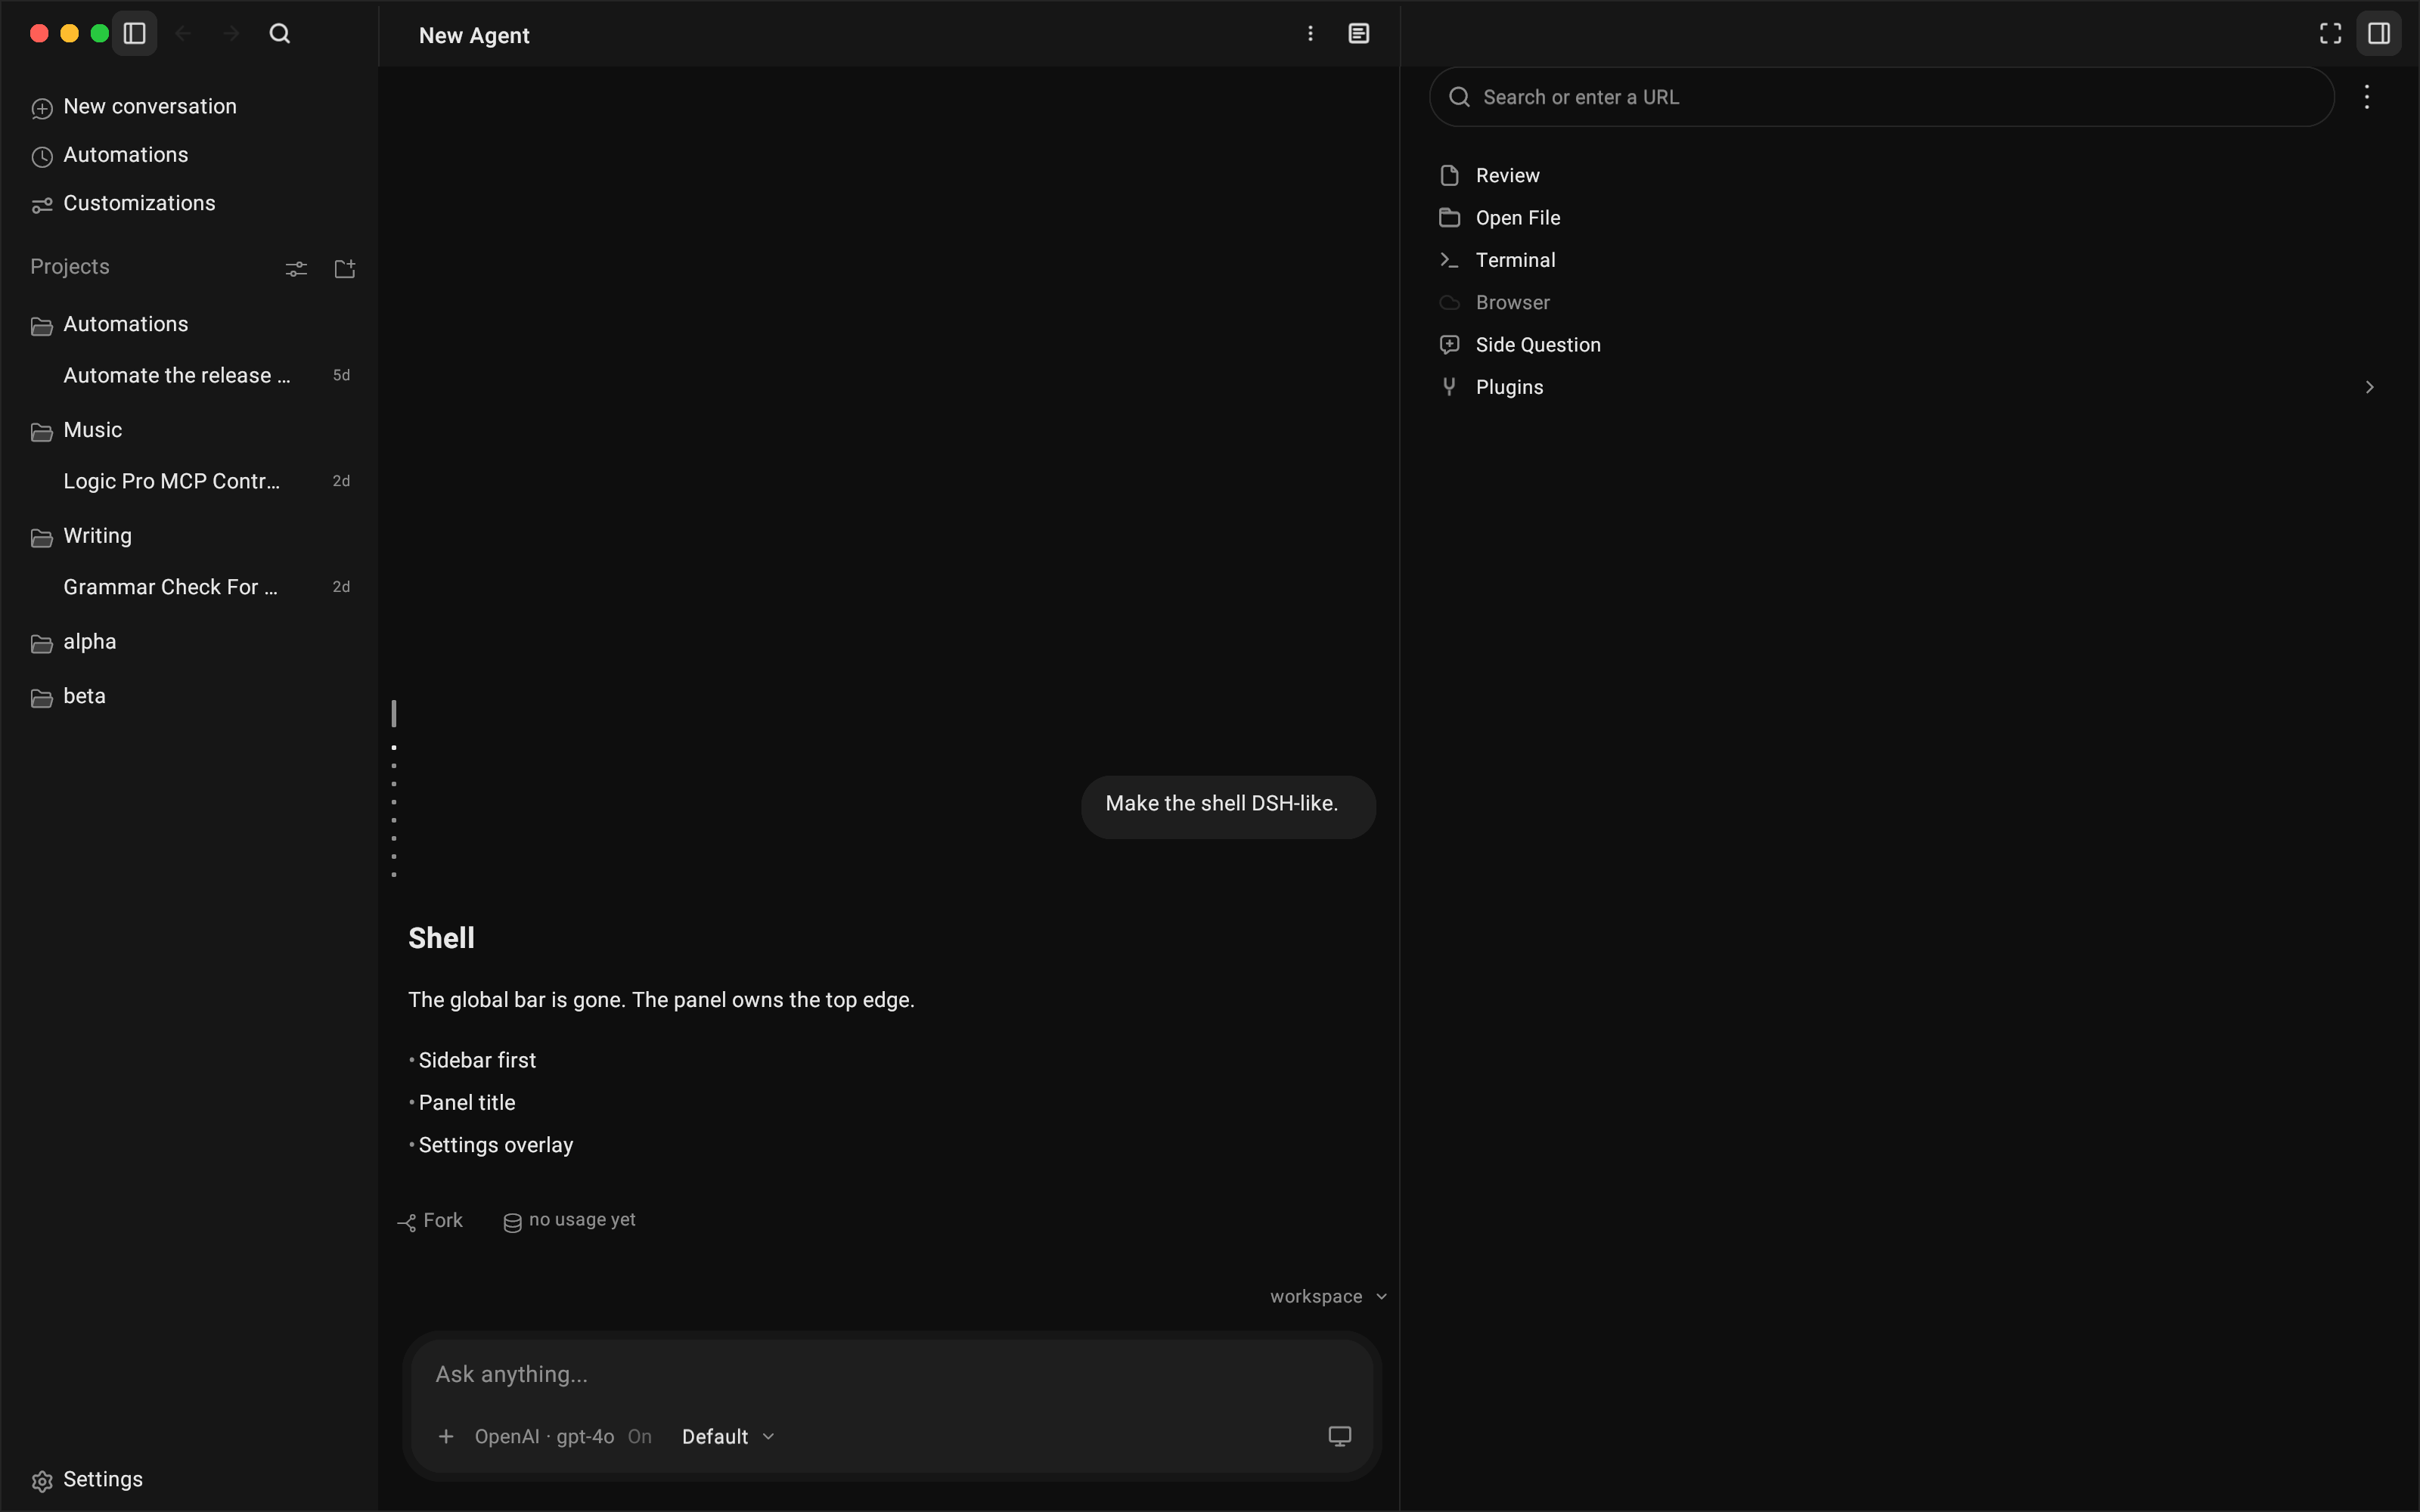 New Agent
New conversation
Automations
Customizations
Projects
Automations
Automate the release ...
5d
Music
Logic Pro MCP Contr...
2d
Writing
Grammar Check For ...
2d
alpha
beta
Settings
Make the shell DSH-like.
Shell
The global bar is gone. The panel owns the top edge.
• Sidebar first
• Panel title
• Settings overlay
Fork
no usage yet
workspace
Ask anything...
OpenAI · gpt-4o On Default
Search or enter a URL
Review
Open File
Terminal
Browser
Side Question
Plugins